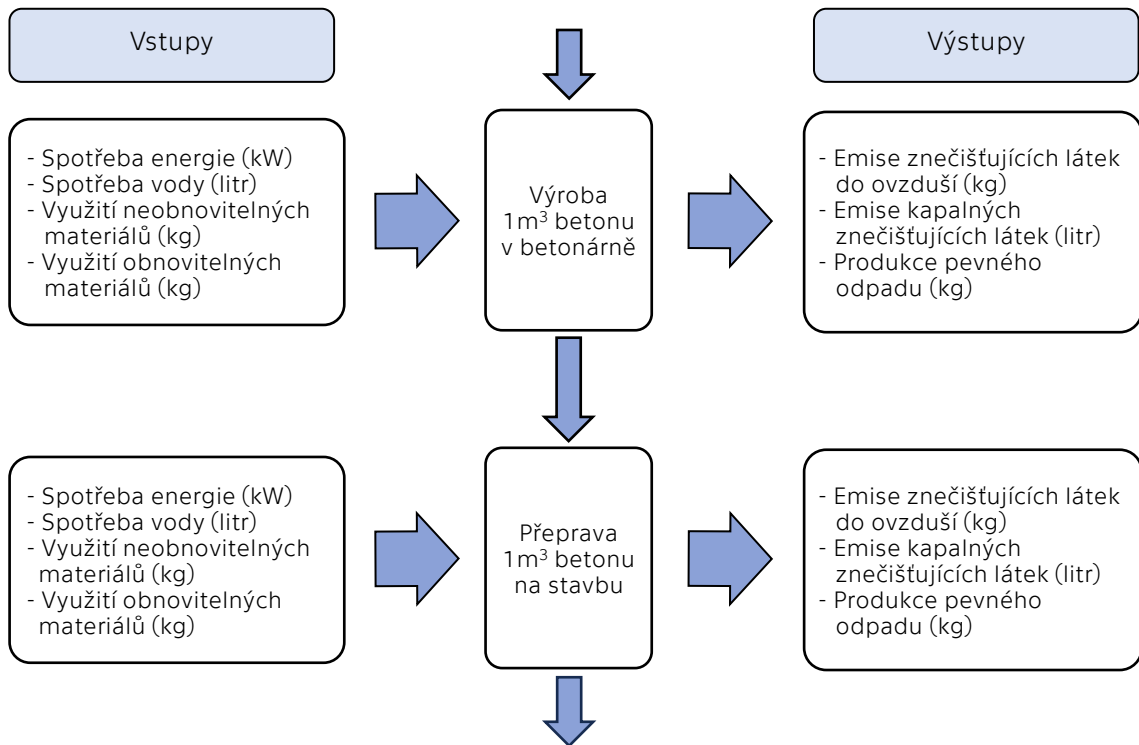 Vstupy
Výstupy
- Spotřeba energie (kW)
- Spotřeba vody (litr)
- Využití neobnovitelných
materiálů (kg)
- Využití obnovitelných
materiálů (kg)
Výroba
1m³ betonu
v betonárně
- Emise znečišťujících látek
do ovzduší (kg)
- Emise kapalných
znečišťujících látek (litr)
- Produkce pevného
odpadu (kg)
- Spotřeba energie (kW)
- Spotřeba vody (litr)
- Využití neobnovitelných
materiálů (kg)
- Využití obnovitelných
materiálů (kg)
Přeprava
1m³ betonu
na stavbu
- Emise znečišťujících látek
do ovzduší (kg)
- Emise kapalných
znečišťujících látek (litr)
- Produkce pevného
odpadu (kg)